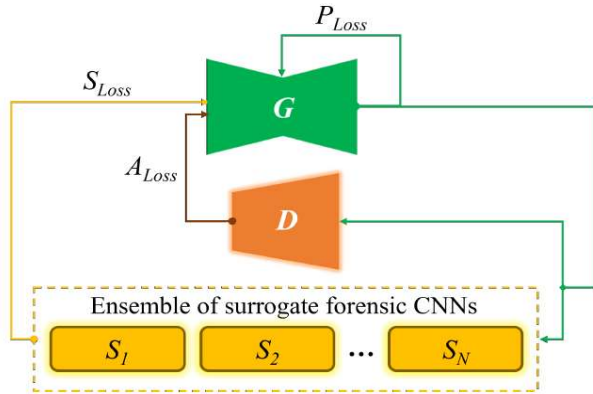 P_Loss
S_Loss
G
A_Loss
D
Ensemble of surrogate forensic CNNs
S_1 S_2 ... S_N